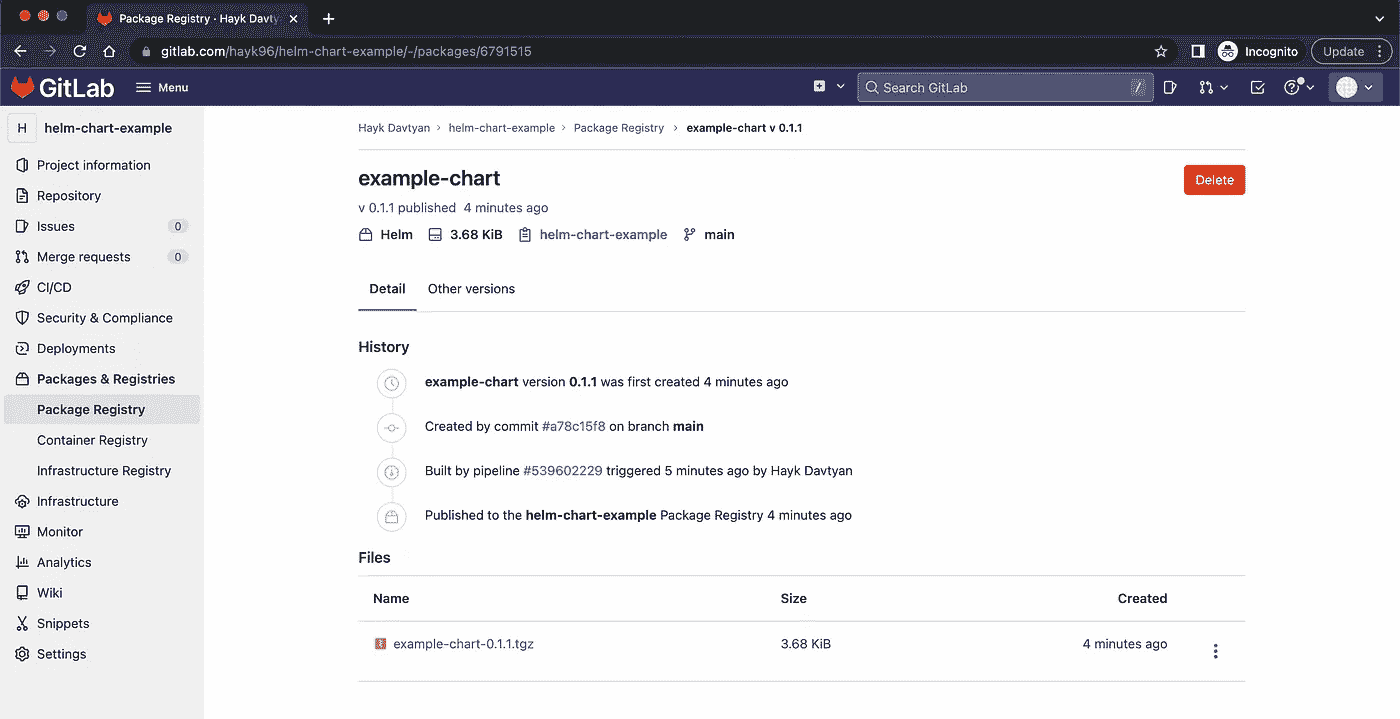 Package Registry · Hayk Davty
gitlab.com/hayk96/helm-chart-example/-/packages/6791515
Incognito
Update
GitLab
Menu
Search GitLab
/
H
helm-chart-example
Project information
Repository
Issues 0
Merge requests 0
CI/CD
Security & Compliance
Deployments
Packages & Registries
Package Registry
Container Registry
Infrastructure Registry
Infrastructure
Monitor
Analytics
Wiki
Snippets
Settings
Hayk Davtyan › helm-chart-example › Package Registry › example-chart v 0.1.1
example-chart
Delete
v 0.1.1 published 4 minutes ago
Helm 3.68 KiB helm-chart-example main
Detail Other versions
History
example-chart version 0.1.1 was first created 4 minutes ago
Created by commit #a78c15f8 on branch main
Built by pipeline #539602229 triggered 5 minutes ago by Hayk Davtyan
Published to the helm-chart-example Package Registry 4 minutes ago
Files
Name Size Created
example-chart-0.1.1.tgz 3.68 KiB 4 minutes ago